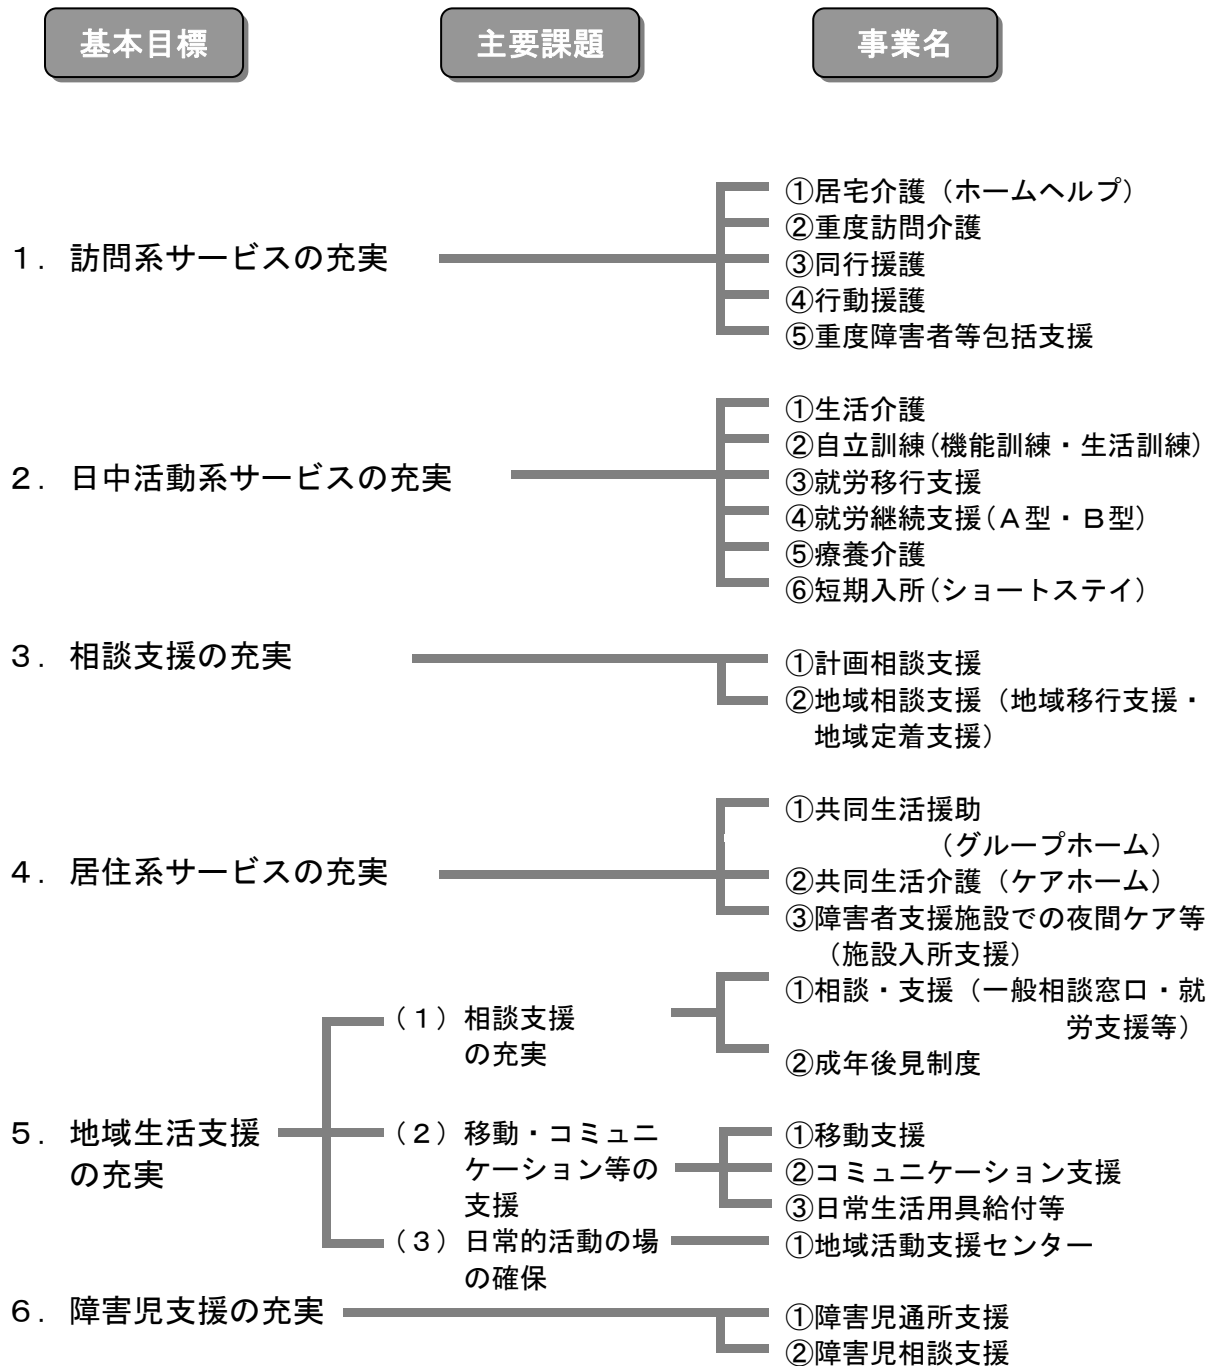 基本目標
主要課題
事業名
1．訪問系サービスの充実
①居宅介護（ホームヘルプ）
②重度訪問介護
③同行援護
④行動援護
⑤重度障害者等包括支援
2．日中活動系サービスの充実
①生活介護
②自立訓練(機能訓練・生活訓練)
③就労移行支援
④就労継続支援(Ａ型・Ｂ型)
⑤療養介護
⑥短期入所(ショートステイ)
3．相談支援の充実
①計画相談支援
②地域相談支援（地域移行支援・
地域定着支援）
4．居住系サービスの充実
①共同生活援助
（グループホーム）
②共同生活介護（ケアホーム）
③障害者支援施設での夜間ケア等
（施設入所支援）
5．地域生活支援
の充実
（1）相談支援
の充実
①相談・支援（一般相談窓口・就
労支援等）
②成年後見制度
（2）移動・コミュニ
ケーション等の
支援
①移動支援
②コミュニケーション支援
③日常生活用具給付等
（3）日常的活動の場
の確保
①地域活動支援センター
6．障害児支援の充実
①障害児通所支援
②障害児相談支援